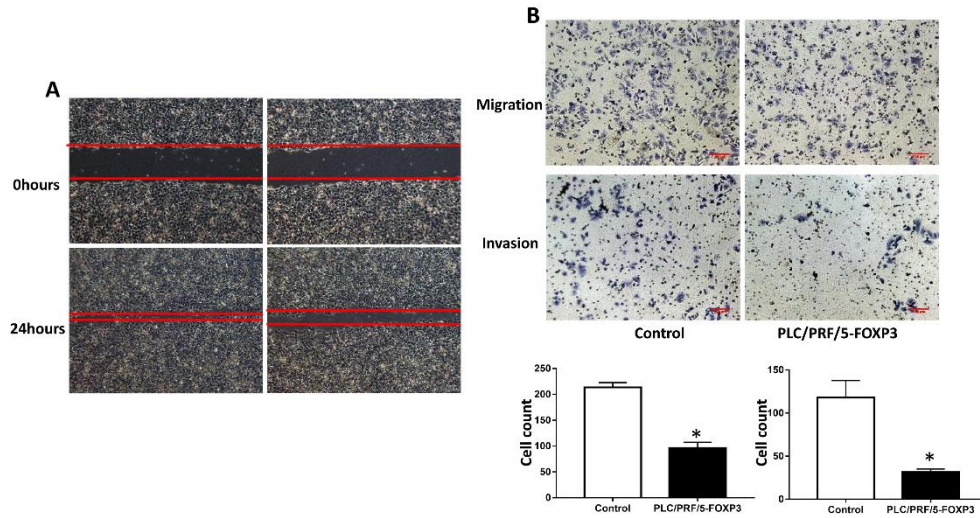 A
0hours
24hours
B
Migration
Invasion
Control PLC/PRF/5-FOXP3
Cell count
250
200
150
100
50
0
*
Control PLC/PRF/5-FOXP3
Cell count
150
100
50
0
*
Control PLC/PRF/5-FOXP3